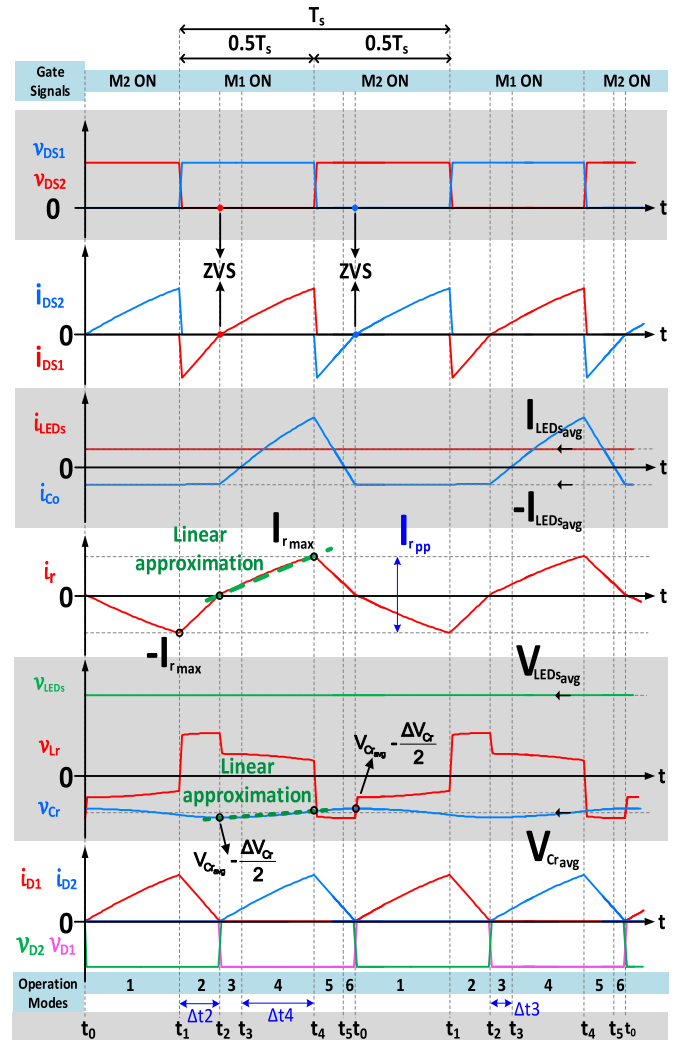 Ts
0.5Ts 0.5Ts
Gate Signals M2 ON M1 ON M2 ON M1 ON M2 ON
vDS1
vDS2
0 t
ZVS ZVS
iDS2
0 t
iDS1
iLEDs ILEDsavg
0 t
iCo -ILEDsavg
Linear approximation Irmax Irpp
ir
0 t
-Irmax
vLEDs VLEDsavg
vLr VCravg - ΔVCr/2
0 t
Linear approximation
vCr
VCravg - ΔVCr/2 VCravg
iD1 iD2
0 t
vD2 vD1
Operation Modes 1 2 3 4 5 6 1 2 3 4 5 6
Δt2 Δt4 Δt3
t0 t1 t2 t3 t4 t5 t0 t1 t2 t3 t4 t5 t0